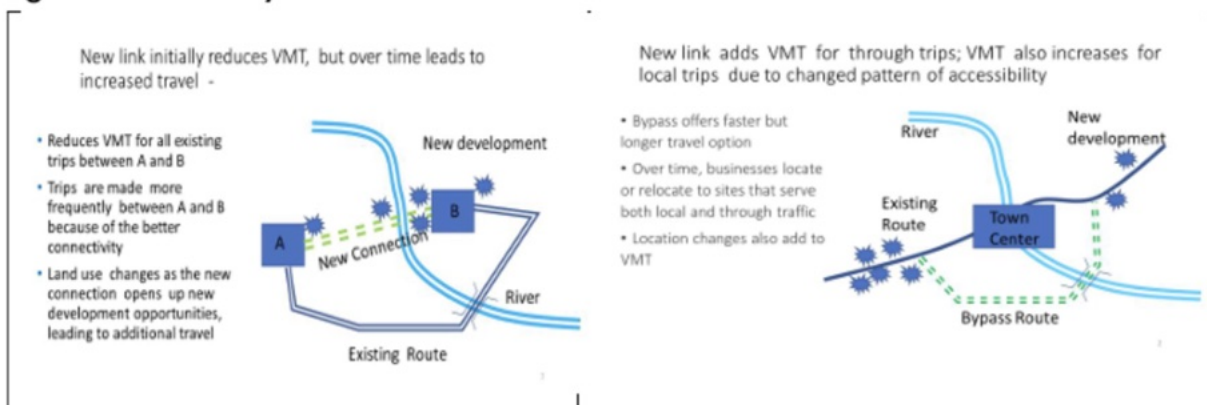 New link initially reduces VMT, but over time leads to
increased travel -
• Reduces VMT for all existing
trips between A and B
• Trips are made more
frequently between A and B
because of the better
connectivity
• Land use changes as the new
connection opens up new
development opportunities,
leading to additional travel
New development
A
B
New Connection
River
Existing Route
New link adds VMT for through trips; VMT also increases for
local trips due to changed pattern of accessibility
• Bypass offers faster but
longer travel option
• Over time, businesses locate
or relocate to sites that serve
both local and through traffic
• Location changes also add to
VMT
River
New
development
Existing
Route
Town
Center
Bypass Route